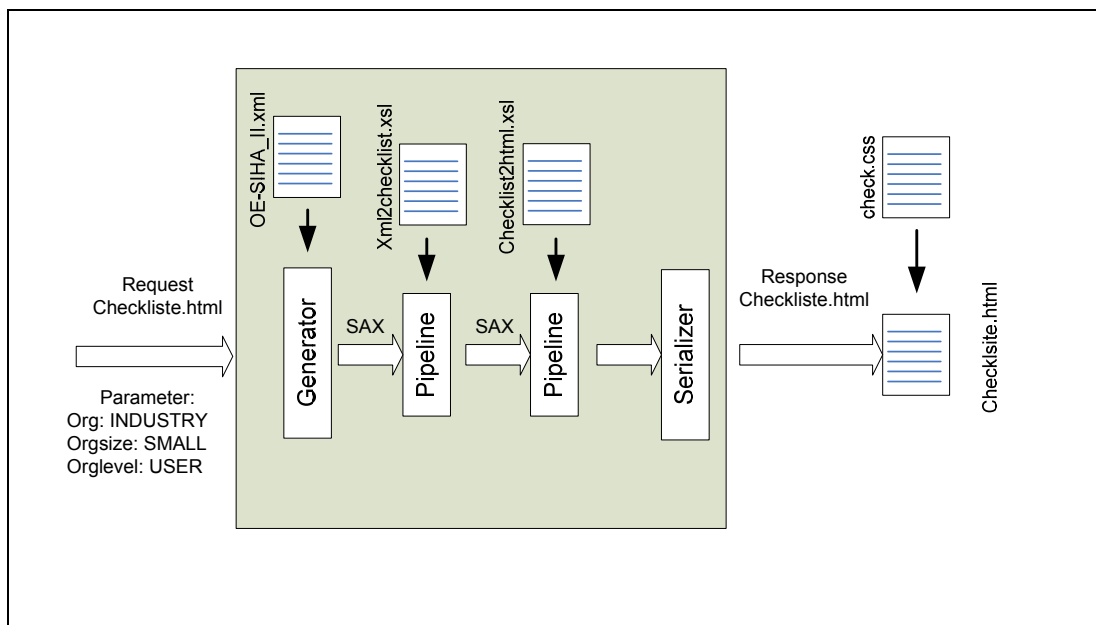 Request
Checkliste.html
Parameter:
Org: INDUSTRY
Orgsize: SMALL
Orglevel: USER
OE-SIHA_II.xml
Xml2checklist.xsl
Checklist2html.xsl
Generator
SAX
Pipeline
SAX
Pipeline
Serializer
Response
Checkliste.html
check.css
Checklsite.html